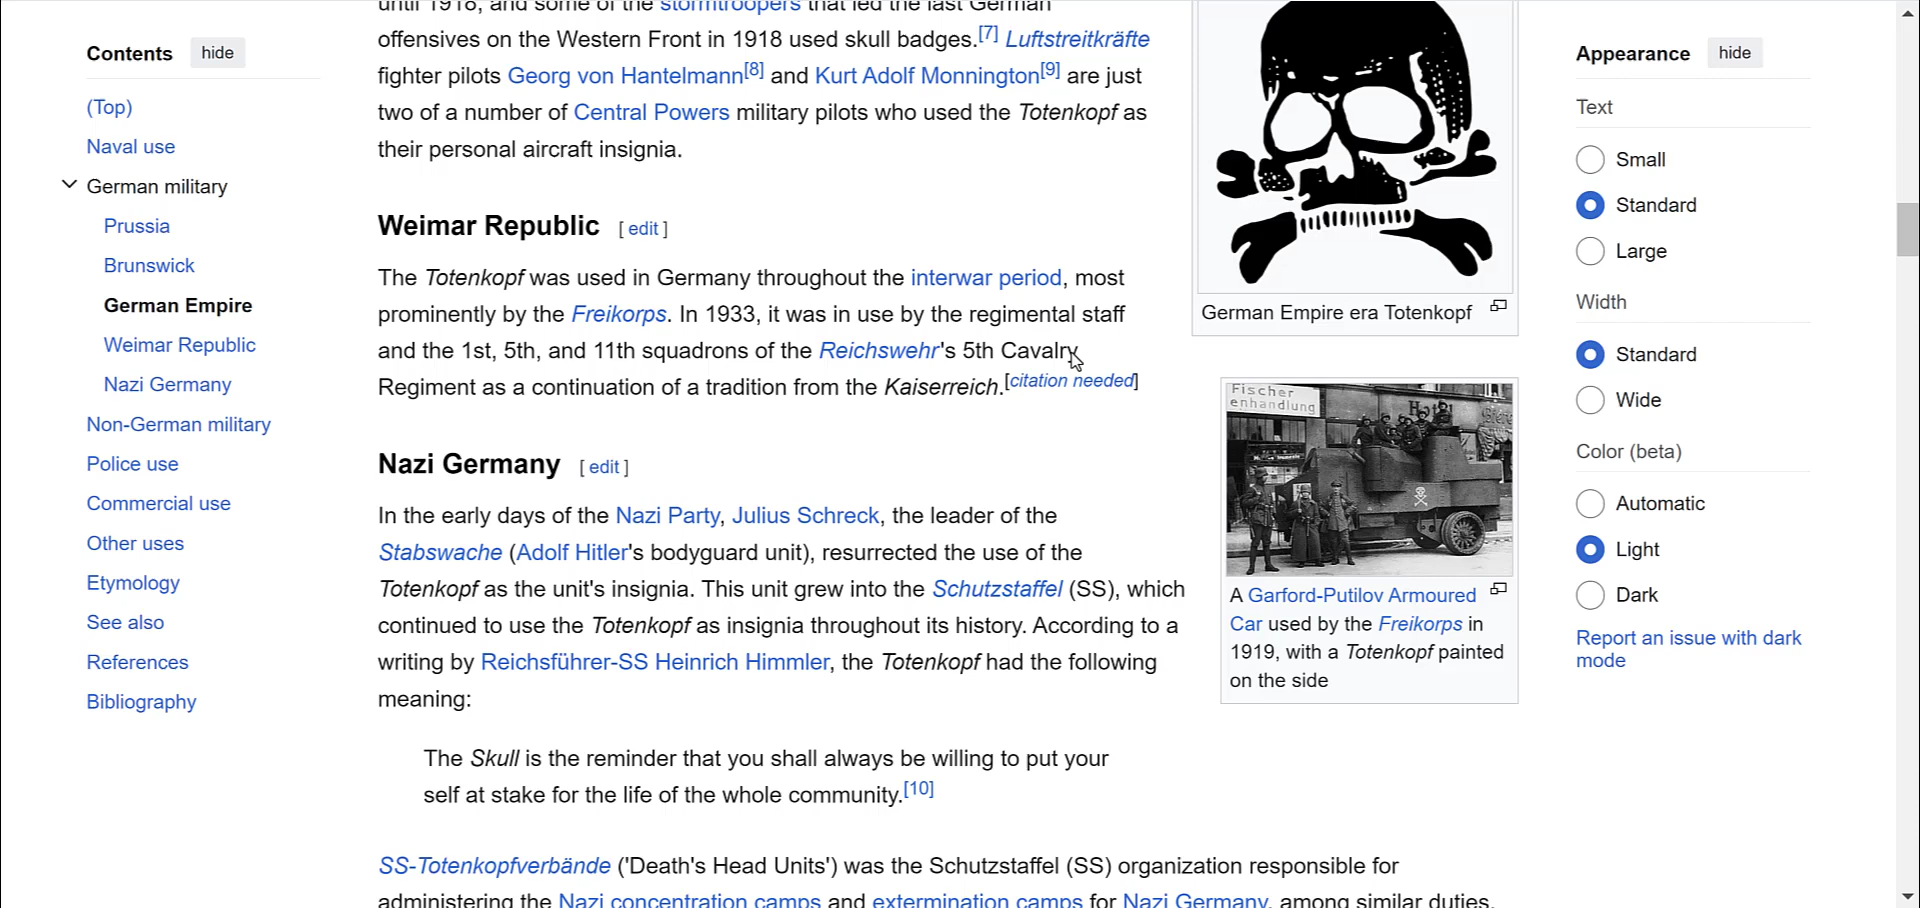 Contents hide
(Top)
Naval use
German military
Prussia
Brunswick
German Empire
Weimar Republic
Nazi Germany
Non-German military
Police use
Commercial use
Other uses
Etymology
See also
References
Bibliography
until 1918, and some of the stormtroopers that led the last German
offensives on the Western Front in 1918 used skull badges.[7] Luftstreitkräfte
fighter pilots Georg von Hantelmann[8] and Kurt Adolf Monnington[9] are just
two of a number of Central Powers military pilots who used the Totenkopf as
their personal aircraft insignia.
Weimar Republic [ edit ]
The Totenkopf was used in Germany throughout the interwar period, most
prominently by the Freikorps. In 1933, it was in use by the regimental staff
and the 1st, 5th, and 11th squadrons of the Reichswehr's 5th Cavalry
Regiment as a continuation of a tradition from the Kaiserreich.[citation needed]
Nazi Germany [ edit ]
In the early days of the Nazi Party, Julius Schreck, the leader of the
Stabswache (Adolf Hitler's bodyguard unit), resurrected the use of the
Totenkopf as the unit's insignia. This unit grew into the Schutzstaffel (SS), which
continued to use the Totenkopf as insignia throughout its history. According to a
writing by Reichsführer-SS Heinrich Himmler, the Totenkopf had the following
meaning:
The Skull is the reminder that you shall always be willing to put your
self at stake for the life of the whole community.[10]
SS-Totenkopfverbände ('Death's Head Units') was the Schutzstaffel (SS) organization responsible for
administering the Nazi concentration camps and extermination camps for Nazi Germany, among similar duties.
German Empire era Totenkopf
Fischer
enhandlung
A Garford-Putilov Armoured
Car used by the Freikorps in
1919, with a Totenkopf painted
on the side
Appearance hide
Text
Small
Standard
Large
Width
Standard
Wide
Color (beta)
Automatic
Light
Dark
Report an issue with dark
mode